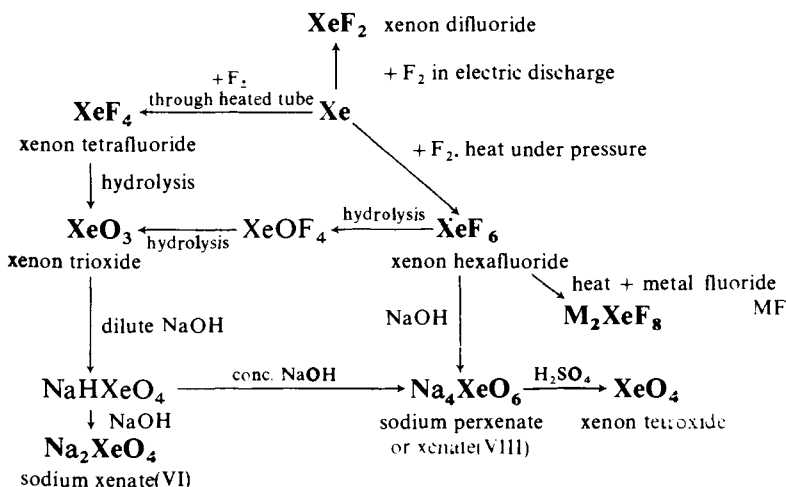 XeF₂ xenon difluoride
+ F₂
through heated tube
+ F₂ in electric discharge
XeF₄
Xe
xenon tetrafluoride
+ F₂. heat under pressure
hydrolysis
XeO₃
hydrolysis
XeOF₄
hydrolysis
XeF₆
xenon trioxide
xenon hexafluoride
heat + metal fluoride
MF
dilute NaOH
NaOH
M₂XeF₈
NaHXeO₄
conc. NaOH
Na₄XeO₆
H₂SO₄
XeO₄
NaOH
sodium perxenate
or xenate(VIII)
xenon tetroxide
Na₂XeO₄
sodium xenate(VI)